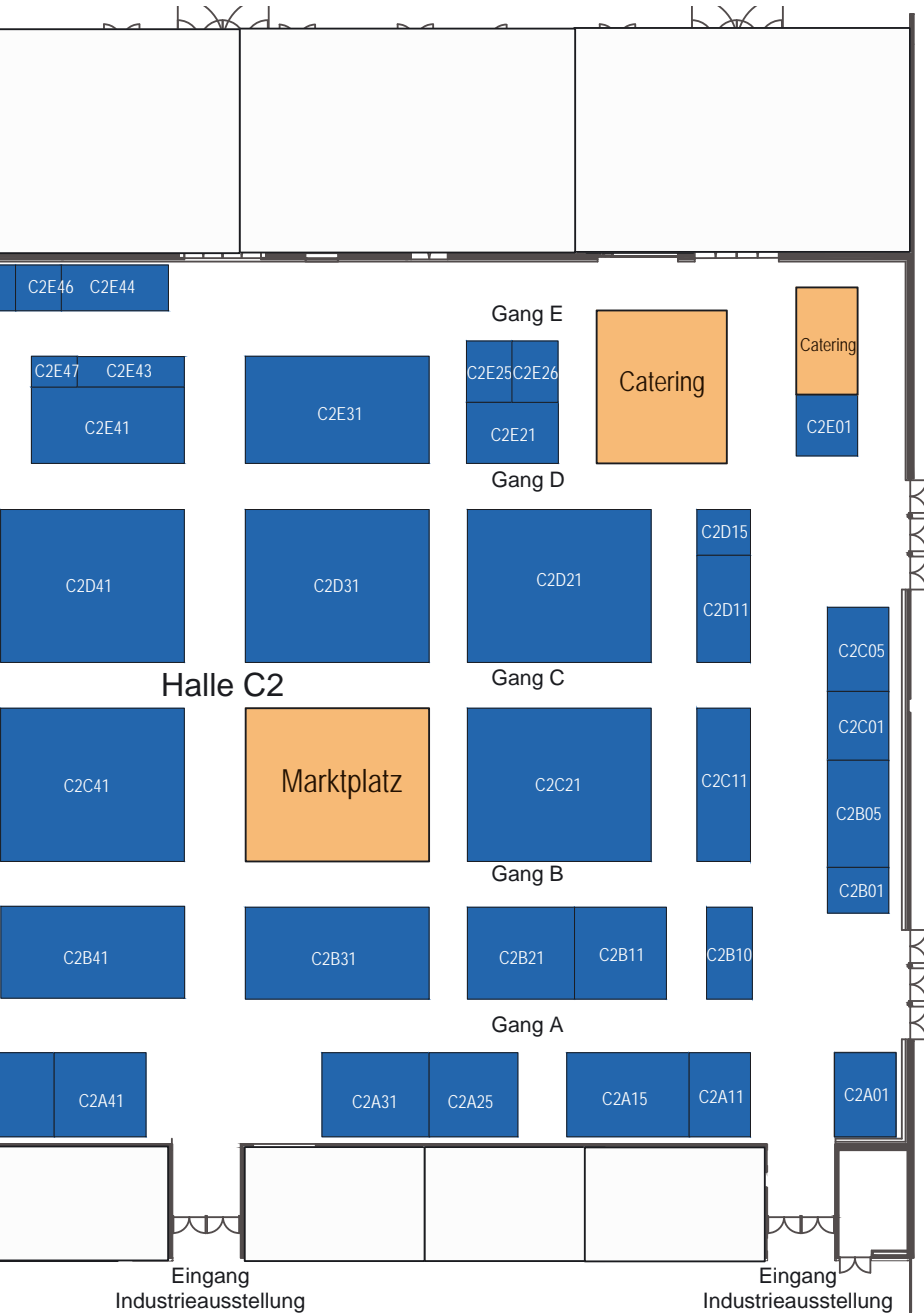 C2E46 C2E44
Gang E
Catering
Catering
C2E47 C2E43
C2E41
C2E31
C2E25 C2E26
C2E21
C2E01
Gang D
C2D41
C2D31
C2D21
C2D15
C2D11
C2C05
Halle C2
Gang C
C2C01
C2C41
Marktplatz
C2C21
C2C11
C2B05
Gang B
C2B01
C2B41
C2B31
C2B21
C2B11
C2B10
Gang A
C2A41
C2A31
C2A25
C2A15
C2A11
C2A01
Eingang
Industrieausstellung
Eingang
Industrieausstellung